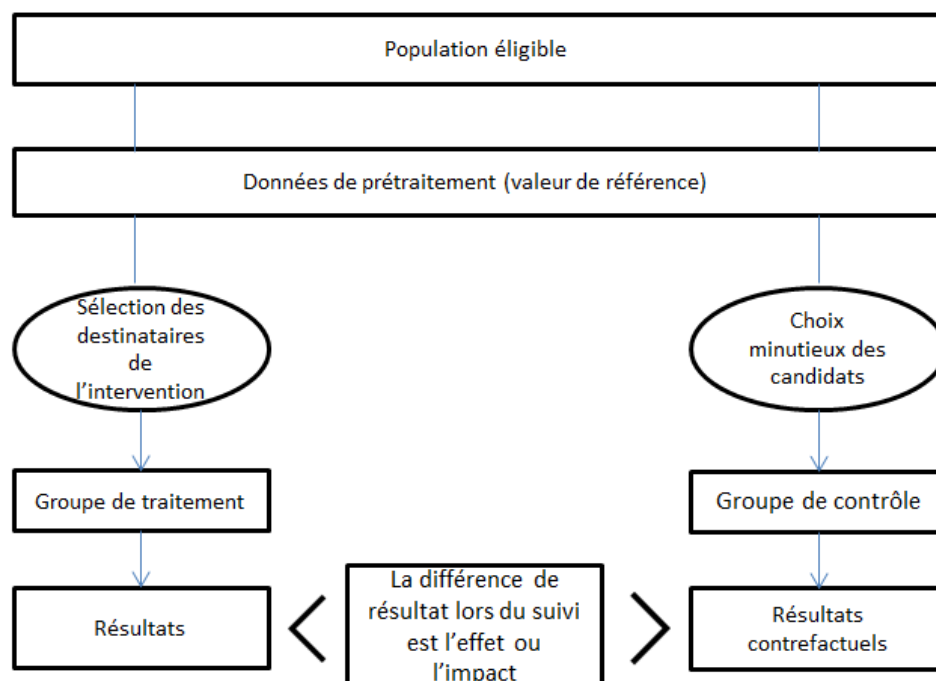 Population éligible
Données de prétraitement (valeur de référence)
Sélection des
destinataires
de
l'intervention
Choix
minutieux des
candidats
Groupe de traitement
Groupe de contrôle
Résultats
La différence de
résultat lors du suivi
est l'effet ou
l'impact
Résultats
contrefactuels